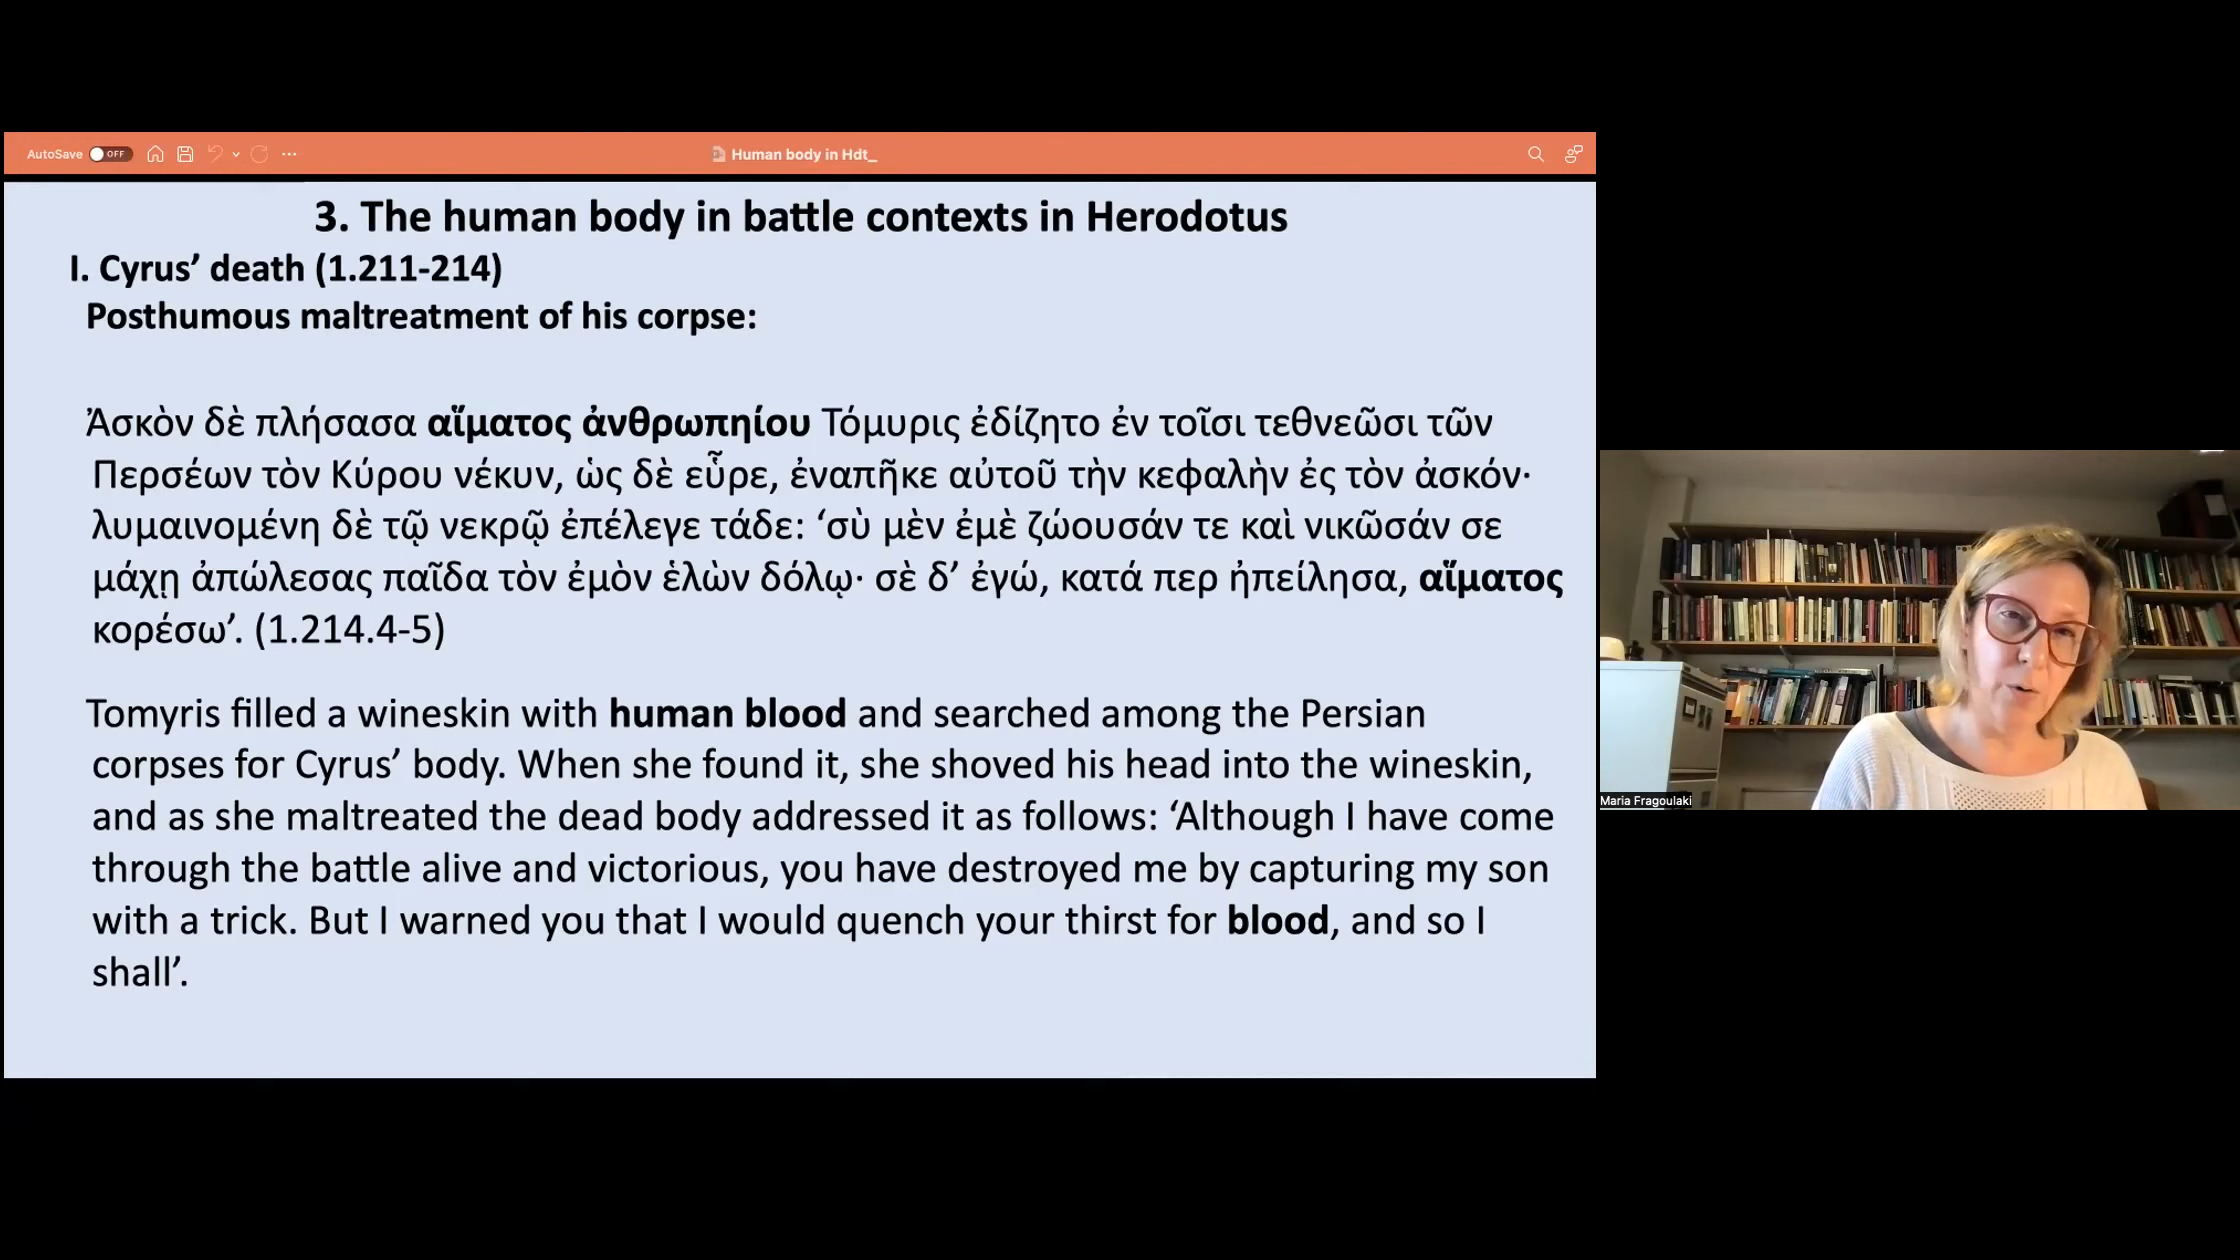 AutoSave OFF
Human body in Hdt_
3. The human body in battle contexts in Herodotus
I. Cyrus’ death (1.211-214)
Posthumous maltreatment of his corpse:
Ἀσκὸν δὲ πλήσασα αἵματος ἀνθρωπηίου Τόμυρις ἐδίζητο ἐν τοῖσι τεθνεῶσι τῶν
Περσέων τὸν Κύρου νέκυν, ὡς δὲ εὗρε, ἐναπῆκε αὐτοῦ τὴν κεφαλὴν ἐς τὸν ἀσκόν·
λυμαινομένη δὲ τῷ νεκρῷ ἐπέλεγε τάδε: ‘σὺ μὲν ἐμὲ ζώουσάν τε καὶ νικῶσάν σε
μάχῃ ἀπώλεσας παῖδα τὸν ἐμὸν ἑλὼν δόλῳ· σὲ δ’ ἐγώ, κατά περ ἠπείλησα, αἵματος
κορέσω’. (1.214.4-5)
Tomyris filled a wineskin with human blood and searched among the Persian
corpses for Cyrus’ body. When she found it, she shoved his head into the wineskin,
and as she maltreated the dead body addressed it as follows: ‘Although I have come
through the battle alive and victorious, you have destroyed me by capturing my son
with a trick. But I warned you that I would quench your thirst for blood, and so I
shall’.
Maria Fragoulaki